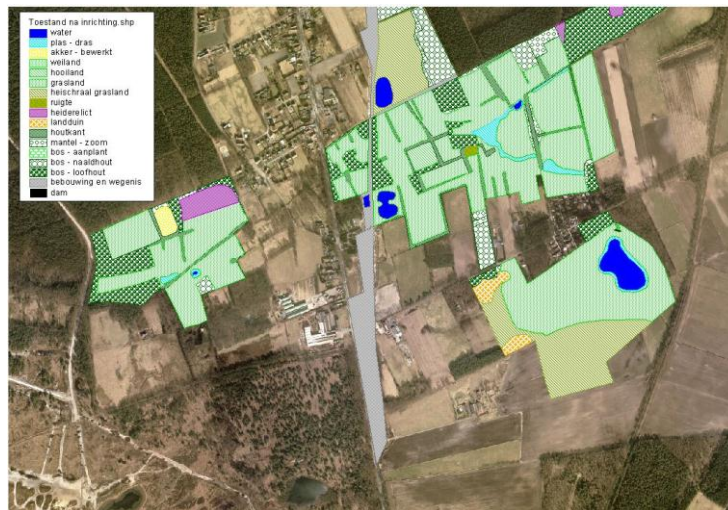 Toestand na inrichting.shp
water
plas - dras
akker - bewerkt
weiland
hooiland
grasland
heischraal grasland
ruigte
heiderelict
landduin
houtkant
mantel - zoom
bos - aanplant
bos - naaldhout
bos - loofhout
bebouwing en wegenis
dam